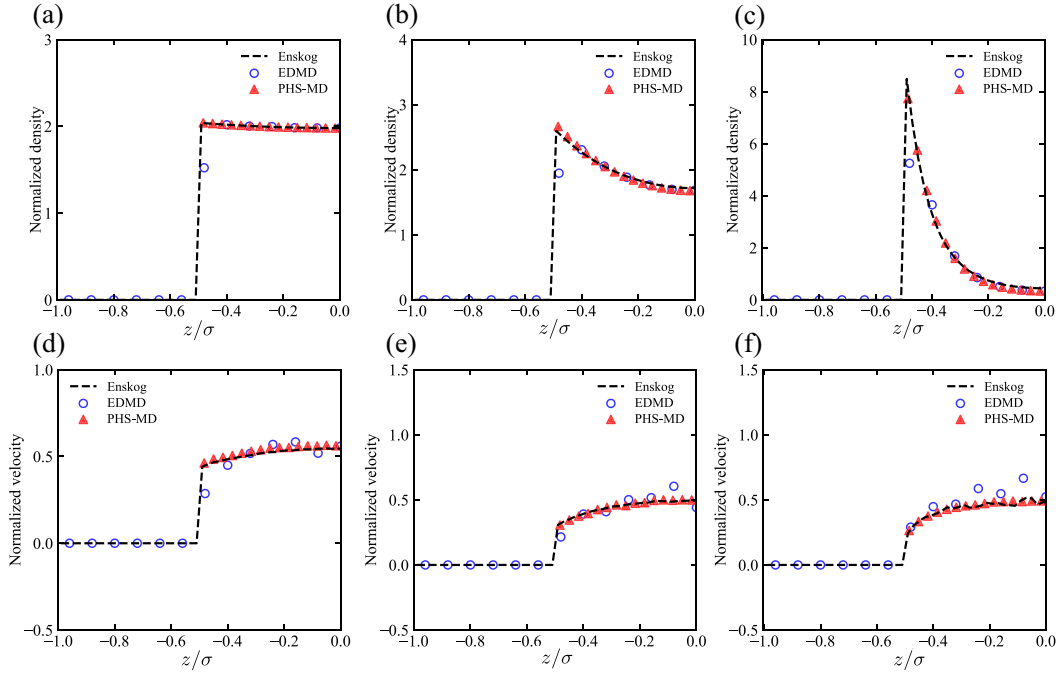 (a)
3
2
1
0
Normalized density
−1.0 −0.8 −0.6 −0.4 −0.2 0.0
z/σ
Enskog
EDMD
PHS-MD
(b)
4
3
2
1
0
Normalized density
−1.0 −0.8 −0.6 −0.4 −0.2 0.0
z/σ
Enskog
EDMD
PHS-MD
(c)
10
8
6
4
2
0
Normalized density
−1.0 −0.8 −0.6 −0.4 −0.2 0.0
z/σ
Enskog
EDMD
PHS-MD
(d)
1.0
0.5
0.0
−0.5
Normalized velocity
−1.0 −0.8 −0.6 −0.4 −0.2 0.0
z/σ
Enskog
EDMD
PHS-MD
(e)
1.5
1.0
0.5
0.0
−0.5
Normalized velocity
−1.0 −0.8 −0.6 −0.4 −0.2 0.0
z/σ
Enskog
EDMD
PHS-MD
(f)
1.5
1.0
0.5
0.0
−0.5
Normalized velocity
−1.0 −0.8 −0.6 −0.4 −0.2 0.0
z/σ
Enskog
EDMD
PHS-MD